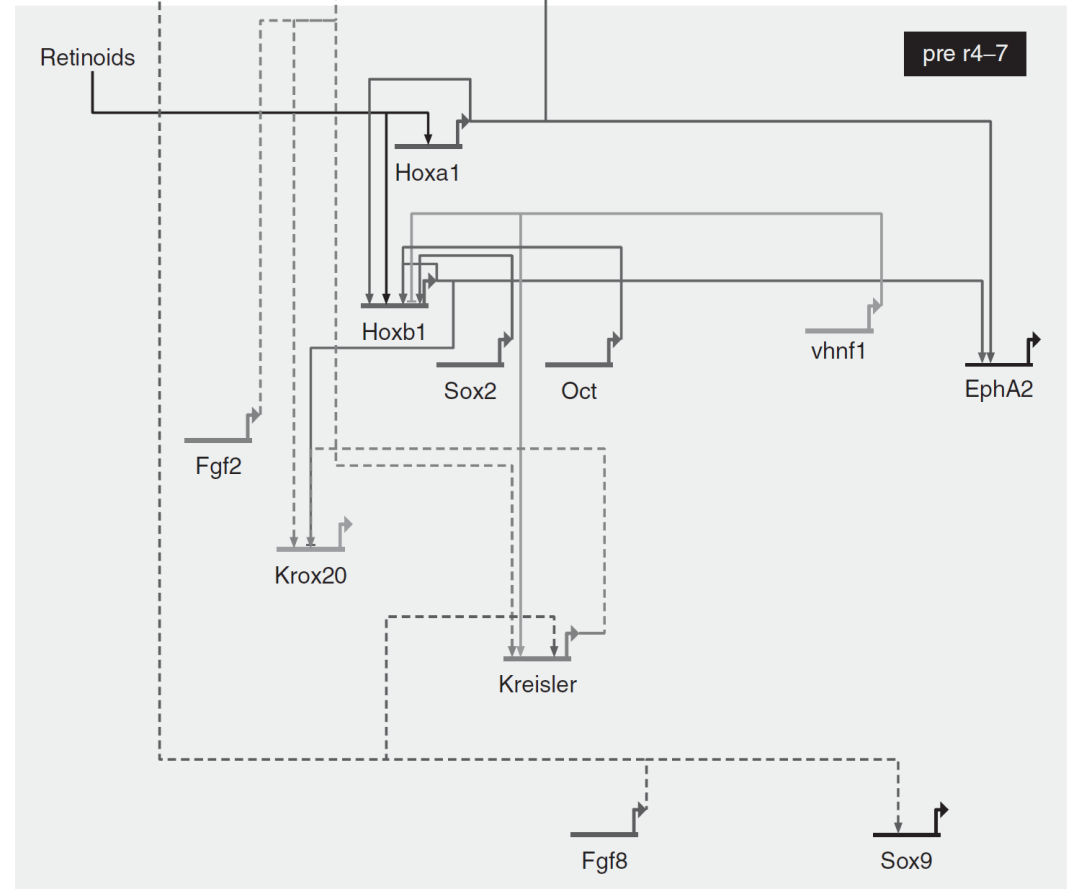 pre r4–7
Retinoids
Hoxa1
Hoxb1
vhnf1
Sox2
Oct
EphA2
Fgf2
Krox20
Kreisler
Fgf8
Sox9